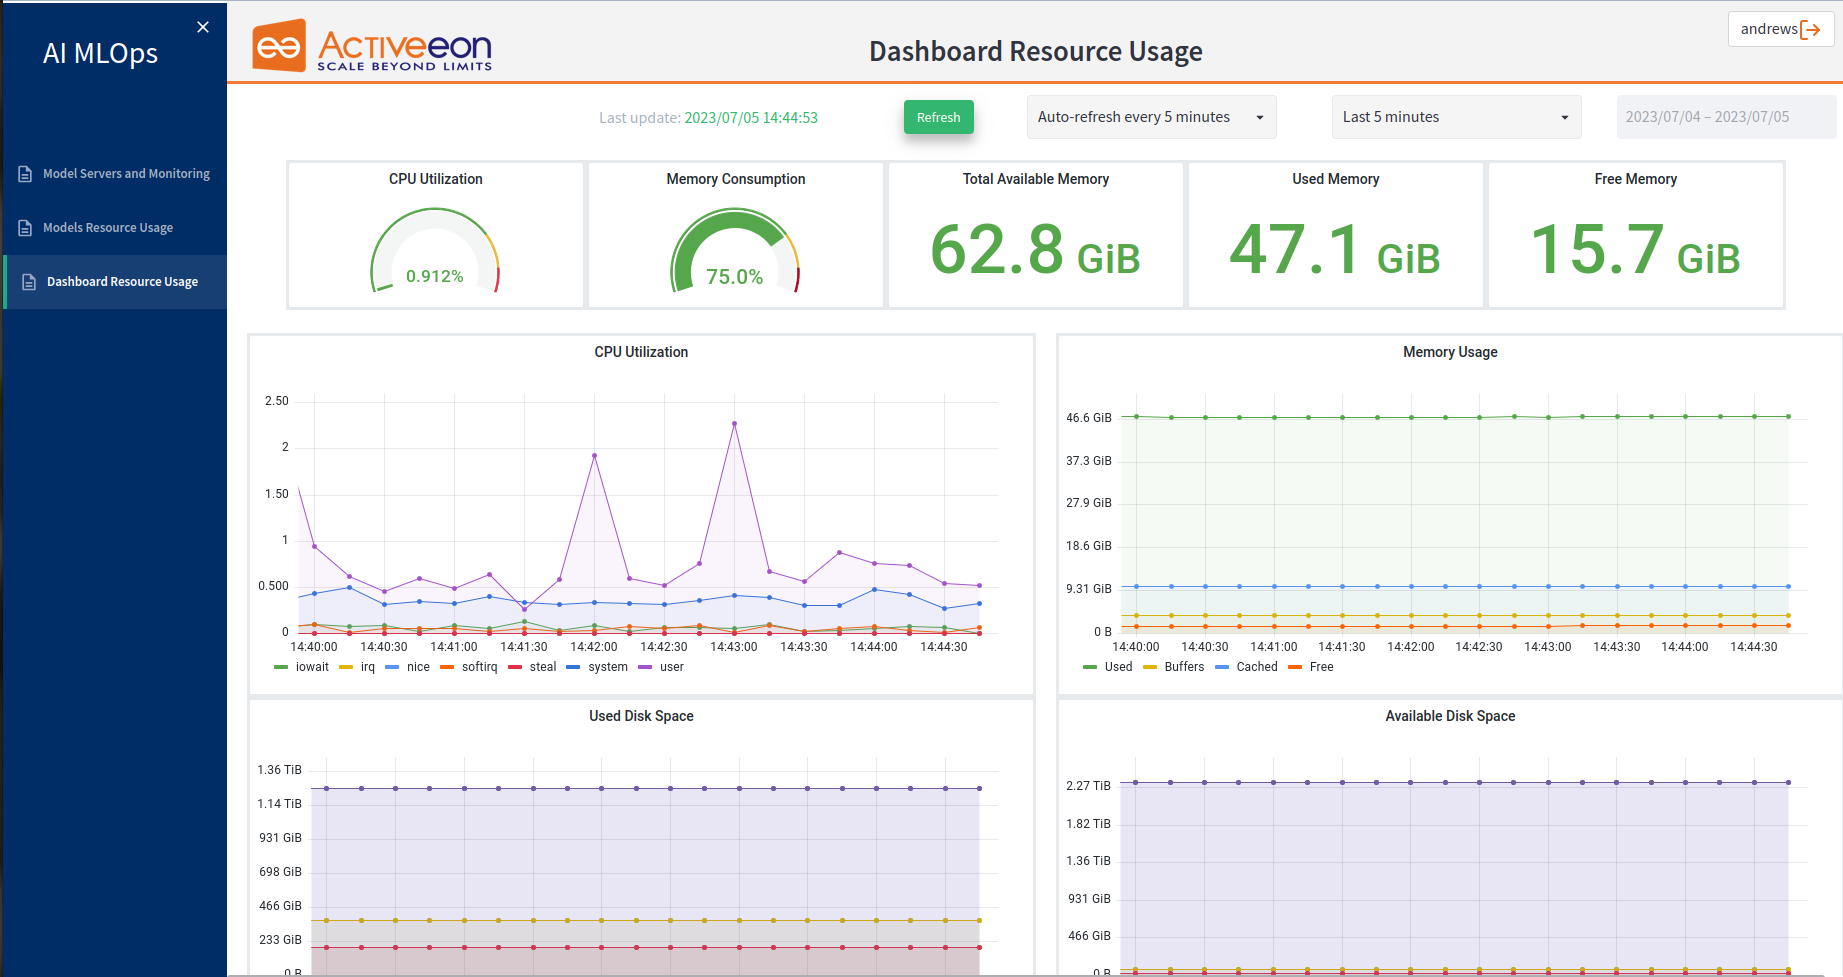 AI MLOps
Model Servers and Monitoring
Models Resource Usage
Dashboard Resource Usage
ACTIVEEON
SCALE BEYOND LIMITS
Dashboard Resource Usage
andrews
Last update: 2023/07/05 14:44:53
Refresh
Auto-refresh every 5 minutes
Last 5 minutes
2023/07/04 – 2023/07/05
CPU Utilization
0.912%
Memory Consumption
75.0%
Total Available Memory
62.8 GiB
Used Memory
47.1 GiB
Free Memory
15.7 GiB
CPU Utilization
2.50
2
1.50
1
0.500
0
14:40:00 14:40:30 14:41:00 14:41:30 14:42:00 14:42:30 14:43:00 14:43:30 14:44:00 14:44:30
iowait irq nice softirq steal system user
Memory Usage
46.6 GiB
37.3 GiB
27.9 GiB
18.6 GiB
9.31 GiB
0 B
14:40:00 14:40:30 14:41:00 14:41:30 14:42:00 14:42:30 14:43:00 14:43:30 14:44:00 14:44:30
Used Buffers Cached Free
Used Disk Space
1.36 TiB
1.14 TiB
931 GiB
698 GiB
466 GiB
233 GiB
0 B
Available Disk Space
2.27 TiB
1.82 TiB
1.36 TiB
931 GiB
466 GiB
0 B